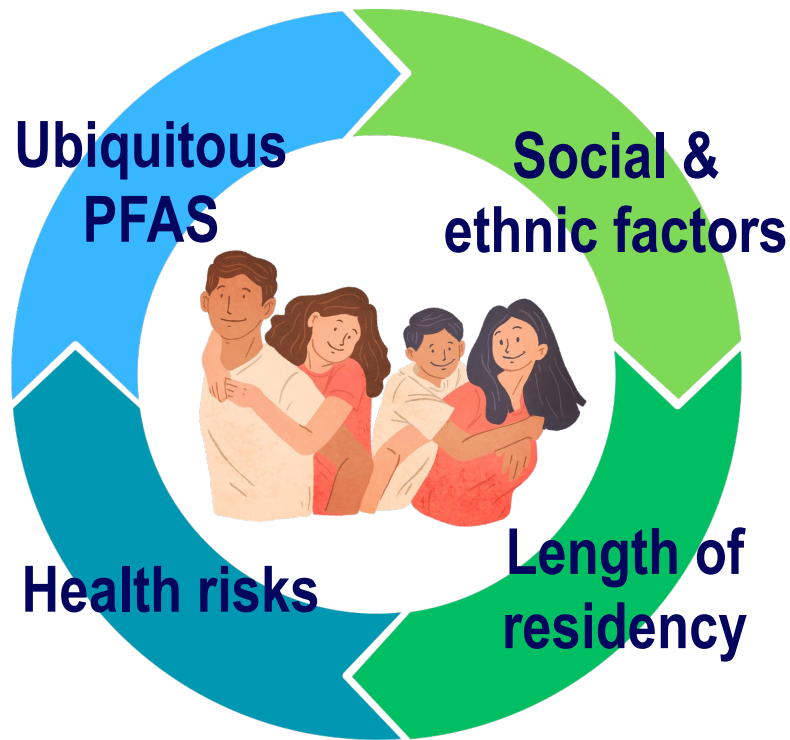 Ubiquitous
PFAS
Social &
ethnic factors
Length of
residency
Health risks